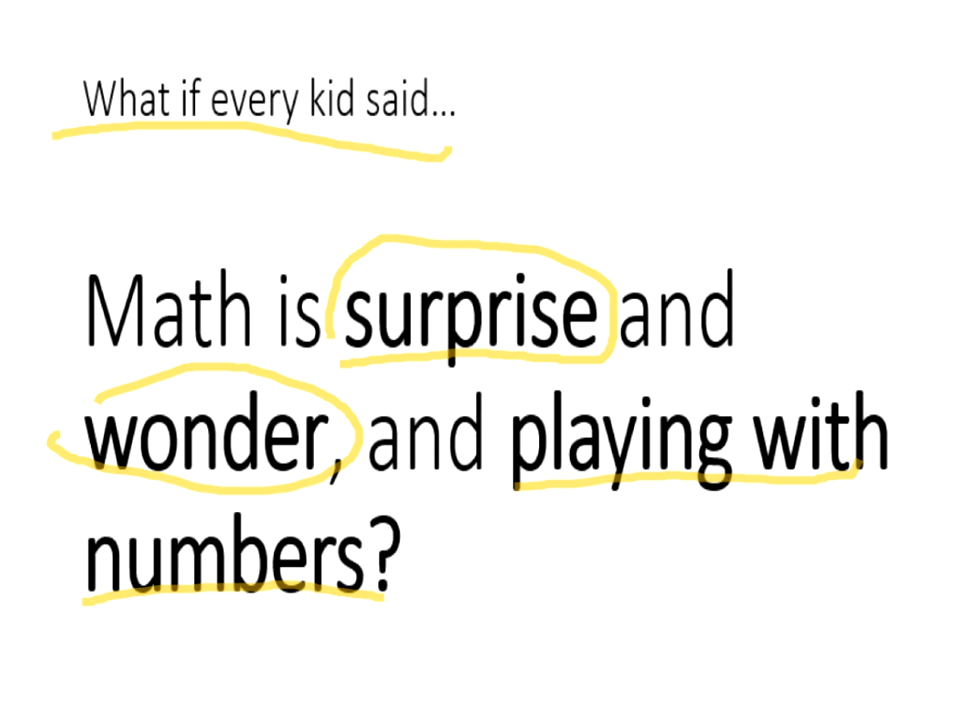 What if every kid said...
Math is surprise and
wonder, and playing with
numbers?